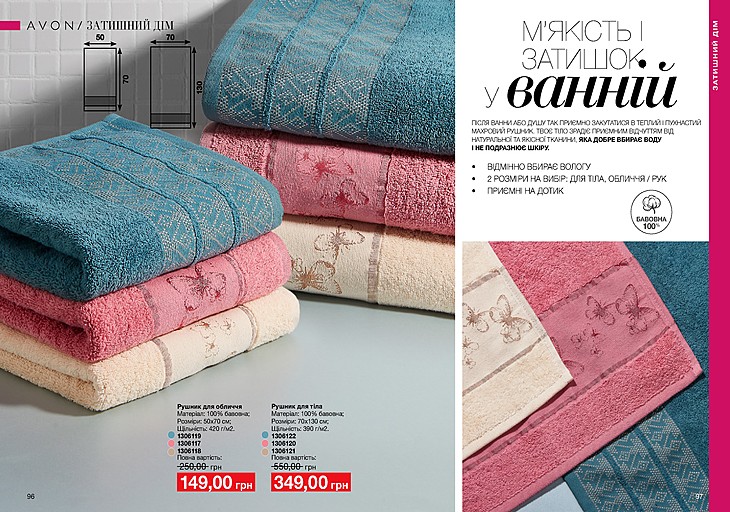 AVON / ЗАТИШНИЙ ДІМ
50
70
70
130
М'ЯКІСТЬ І
ЗАТИШОК
у ванній
ПІСЛЯ ВАННИ АБО ДУШУ ТАК ПРИЄМНО ЗАКУТАТИСЯ В ТЕПЛИЙ І ПУХНАСТИЙ
МАХРОВИЙ РУШНИК. ТВОЄ ТІЛО ЗРАДІЄ ПРИЄМНИМ ВІДЧУТТЯМ ВІД
НАТУРАЛЬНОЇ ТА ЯКІСНОЇ ТКАНИНИ, ЯКА ДОБРЕ ВБИРАЄ ВОДУ
І НЕ ПОДРАЗНЮЄ ШКІРУ.
• ВІДМІННО ВБИРАЄ ВОЛОГУ
• 2 РОЗМІРИ НА ВИБІР: ДЛЯ ТІЛА, ОБЛИЧЧЯ / РУК
• ПРИЄМНІ НА ДОТИК
БАВОВНА
100%
ЗАТИШНИЙ ДІМ
Рушник для обличчя
Матеріал: 100% бавовна;
Розміри: 50х70 см;
Щільність: 420 г/м2.
1306119
1306117
1306118
Повна вартість:
250,00 грн
149,00 грн
Рушник для тіла
Матеріал: 100% бавовна;
Розміри: 70х130 см;
Щільність: 390 г/м2.
1306122
1306120
1306121
Повна вартість:
550,00 грн
349,00 грн
96
97